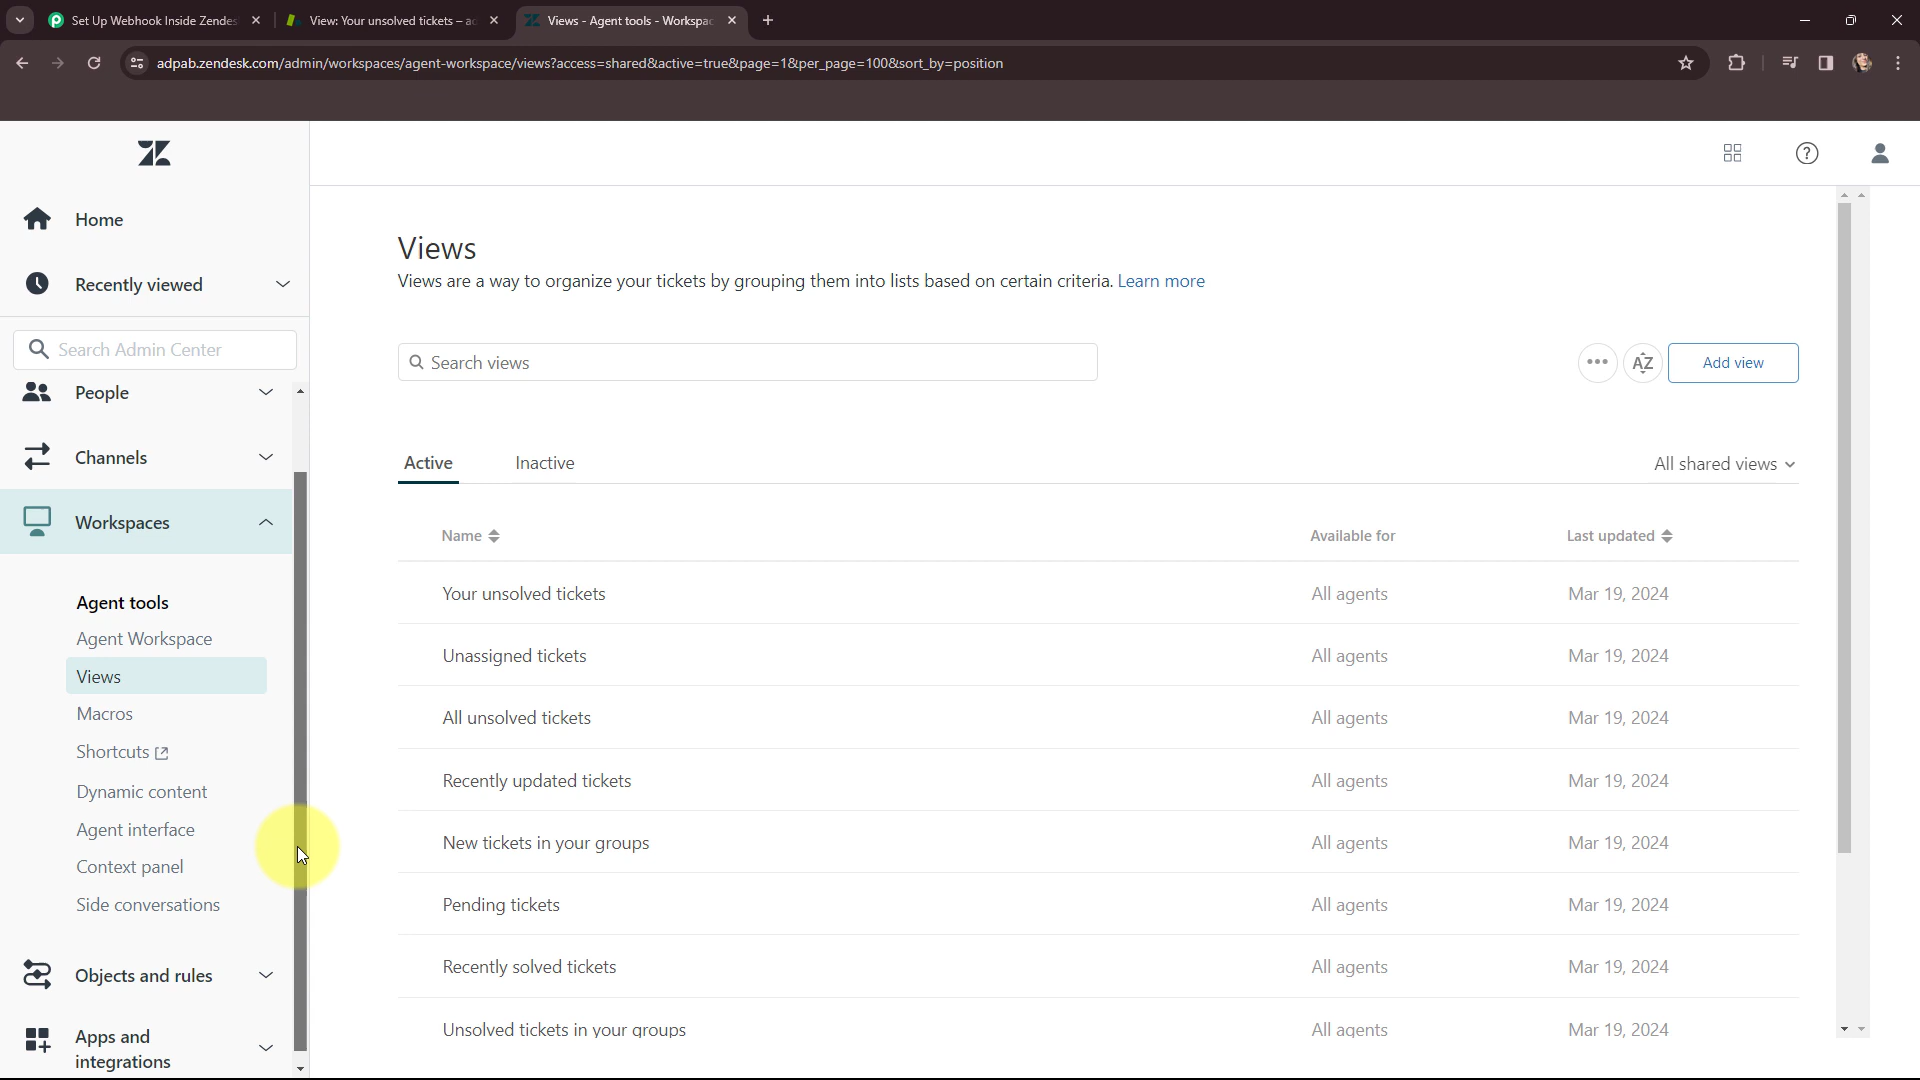 Set Up Webhook Inside Zendes
View: Your unsolved tickets – ad
Views - Agent tools - Workspac
adpab.zendesk.com/admin/workspaces/agent-workspace/views?access=shared&active=true&page=1&per_page=100&sort_by=position
Home
Recently viewed
Search Admin Center
People
Channels
Workspaces
Agent tools
Agent Workspace
Views
Macros
Shortcuts
Dynamic content
Agent interface
Context panel
Side conversations
Objects and rules
Apps and
integrations
Views
Views are a way to organize your tickets by grouping them into lists based on certain criteria. Learn more
Search views
AZ
Add view
Active
Inactive
All shared views
Name
Available for
Last updated
Your unsolved tickets
All agents
Mar 19, 2024
Unassigned tickets
All agents
Mar 19, 2024
All unsolved tickets
All agents
Mar 19, 2024
Recently updated tickets
All agents
Mar 19, 2024
New tickets in your groups
All agents
Mar 19, 2024
Pending tickets
All agents
Mar 19, 2024
Recently solved tickets
All agents
Mar 19, 2024
Unsolved tickets in your groups
All agents
Mar 19, 2024